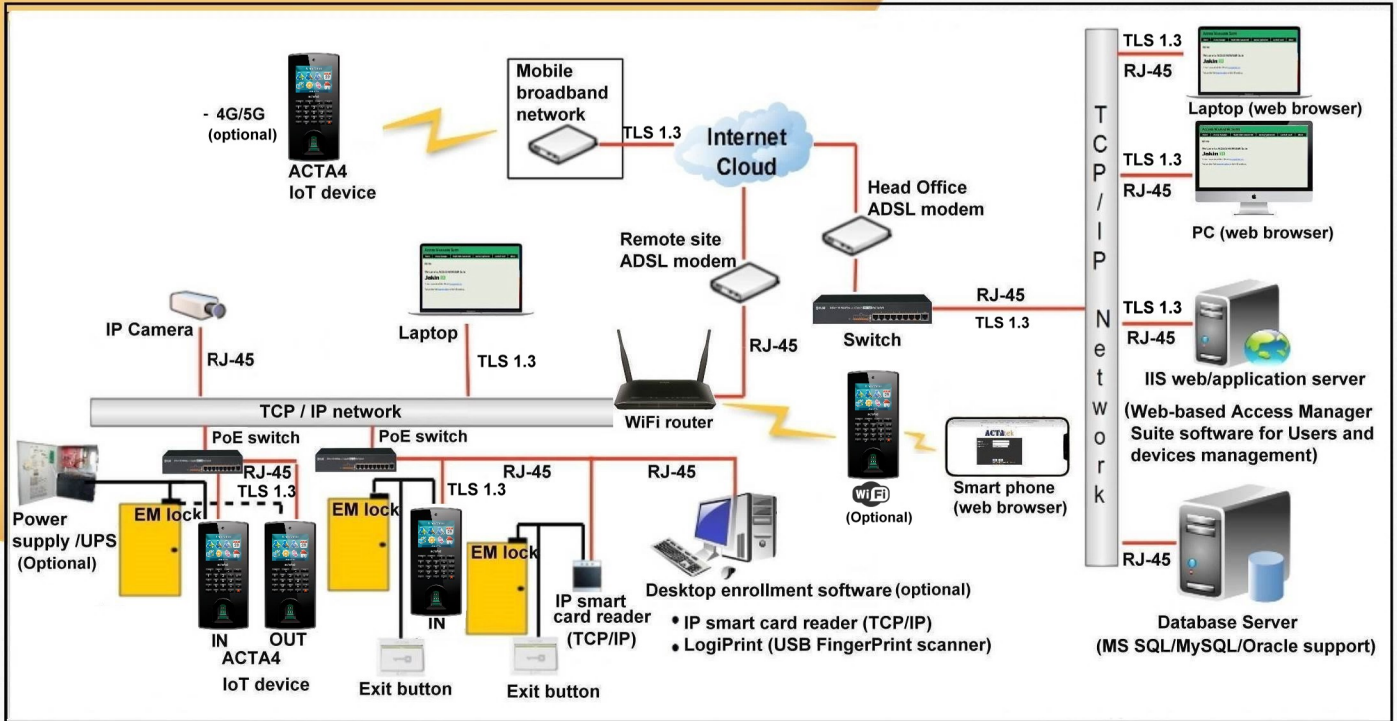 - 4G/5G
(optional)
ACTA4
IoT device
Mobile
broadband
network
TLS 1.3
Internet
Cloud
Head Office
ADSL modem
Remote site
ADSL modem
RJ-45
Switch
RJ-45
TLS 1.3
TCP/IP Network
TLS 1.3
RJ-45
Jakin
Laptop (web browser)
TLS 1.3
RJ-45
Jakin
PC (web browser)
TLS 1.3
RJ-45
IIS web/application server
(Web-based Access Manager
Suite software for Users and
devices management)
RJ-45
Database Server
(MS SQL/MySQL/Oracle support)
IP Camera
RJ-45
Jakin
Laptop
TLS 1.3
TCP / IP network
WiFi router
WiFi
(Optional)
ACTAtek
Smart phone
(web browser)
PoE switch
RJ-45
TLS 1.3
PoE switch
TLS 1.3
RJ-45
RJ-45
Power
supply /UPS
(Optional)
EM lock
IN
OUT
ACTA4
IoT device
EM lock
IN
Exit button
EM lock
Exit button
IP smart
card reader
(TCP/IP)
Desktop enrollment software (optional)
• IP smart card reader (TCP/IP)
• LogiPrint (USB FingerPrint scanner)